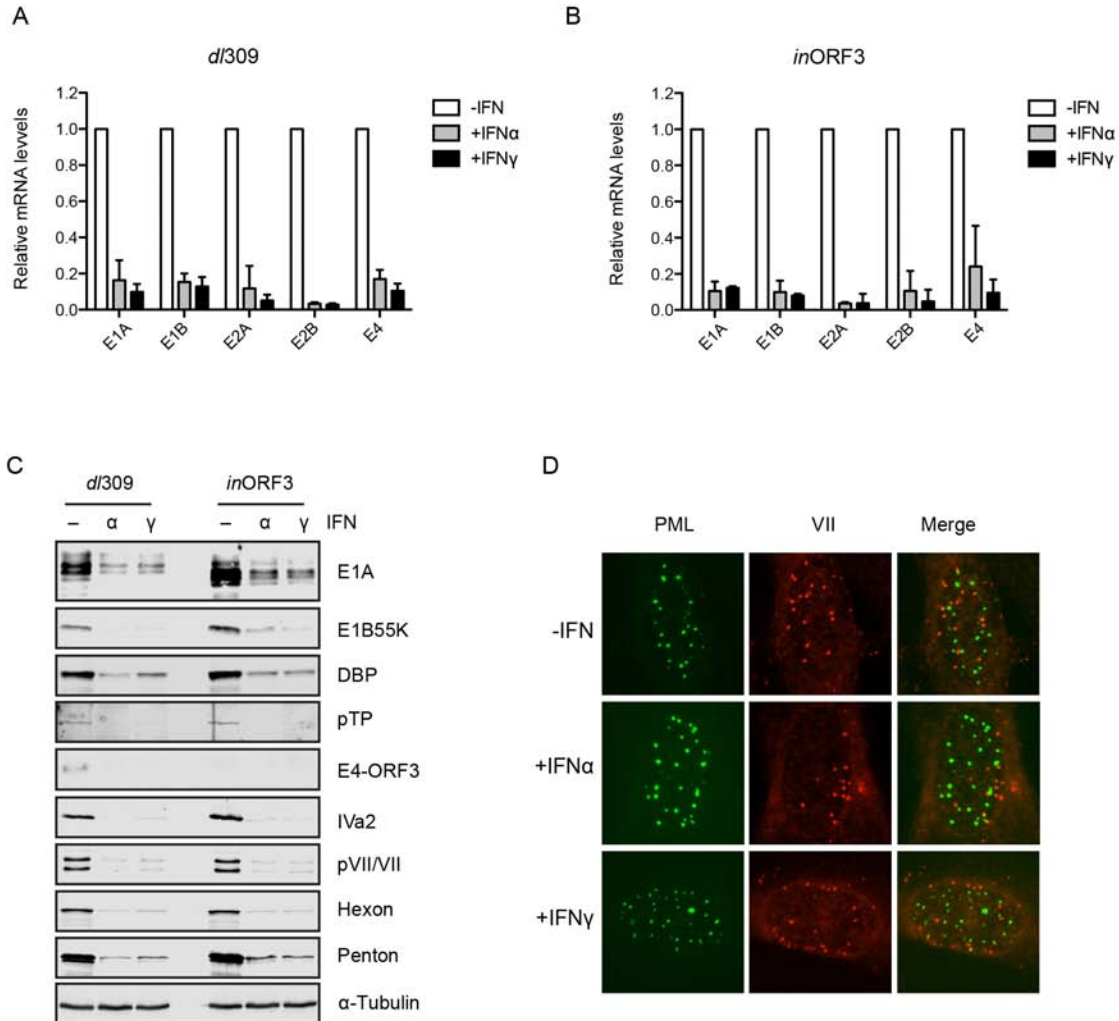 A
dl309
Relative mRNA levvels
1.2
1.0
0.8
0.6
0.4
0.2
0.0
E1A
E1B
E2A
E2B
E4
-IFN
+IFNα
+IFNγ
B
inORF3
Relative mRNA levels
1.2
1.0
0.8
0.6
0.4
0.2
0.0
E1A
E1B
E2A
E2B
E4
-IFN
+IFNα
+IFNγ
C
dl309 inORF3
– α γ – α γ IFN
E1A
E1B55K
DBP
pTP
E4-ORF3
IVa2
pVII/VII
Hexon
Penton
α-Tubulin
D
PML VII Merge
-IFN
+IFNα
+IFNγ